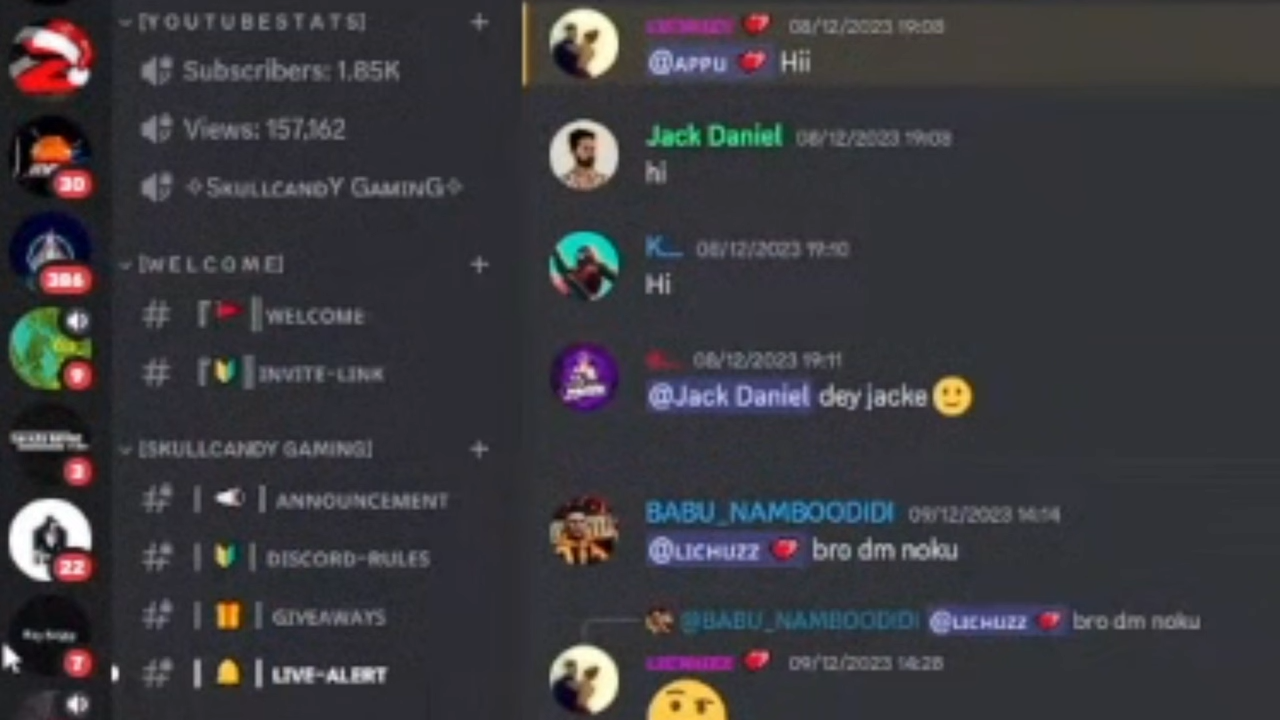 [YOUTUBESTATS]
Subscribers: 1.85K
Views: 157,162
SKULLCANDY GAMINGG
30
386
[WELCOME]
WELCOME
9
INVITE-LINK
3
[SKULLCANDY GAMING]
ANNOUNCEMENT
22
DISCORD-RULES
GIVEAWAYS
7
LIVE-ALERT
LICHUZZ 08/12/2023 19:08
@APPU Hii
Jack Daniel 08/12/2023 19:08
hi
K... 08/12/2023 19:10
Hi
08/12/2023 19:11
@Jack Daniel dey jacke
BABU_NAMBOODIDI 09/12/2023 14:14
@LICHUZZ bro dm noku
@BABU_NAMBOODIDI @LICHUZZ bro dm noku
LICHUZZ 09/12/2023 14:28